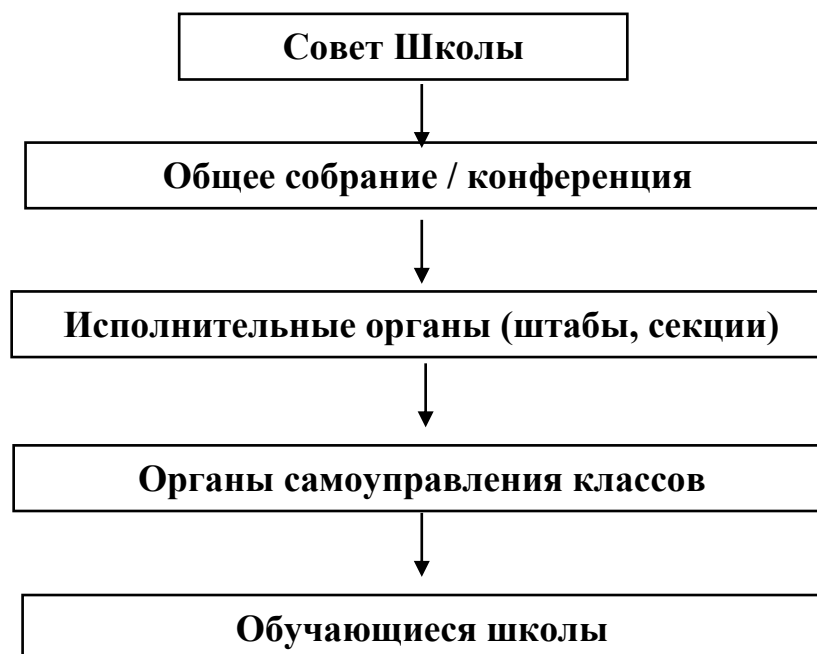 Совет Школы
Общее собрание / конференция
Исполнительные органы (штабы, секции)
Органы самоуправления классов
Обучающиеся школы